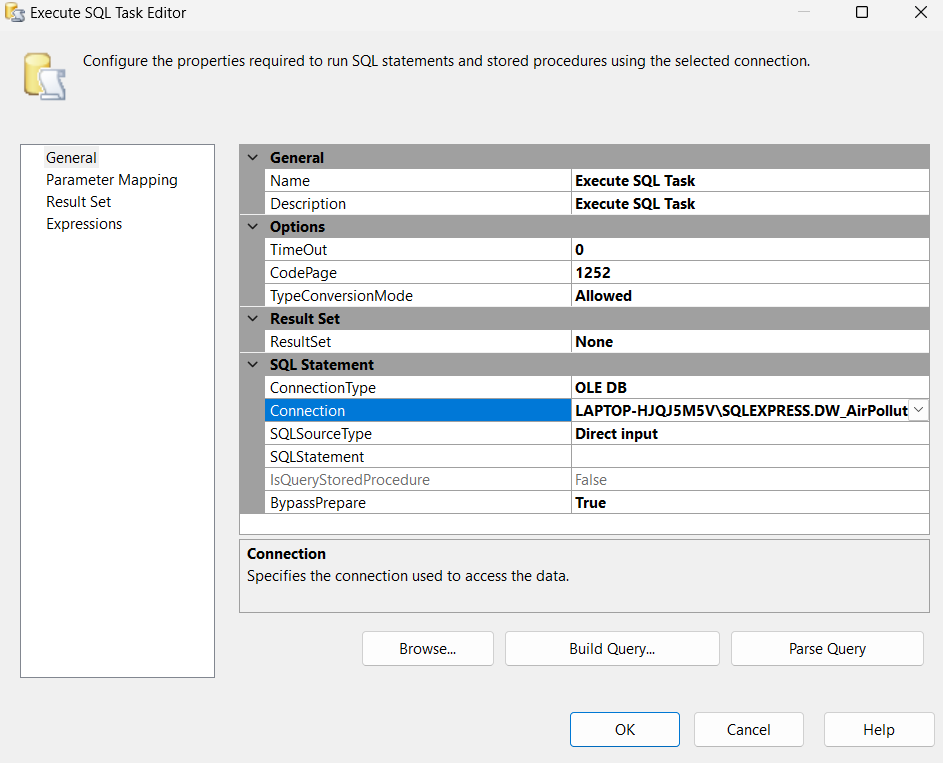 Execute SQL Task Editor
Configure the properties required to run SQL statements and stored procedures using the selected connection.
General
Parameter Mapping
Result Set
Expressions
General
Name Execute SQL Task
Description Execute SQL Task
Options
TimeOut 0
CodePage 1252
TypeConversionMode Allowed
Result Set
ResultSet None
SQL Statement
ConnectionType OLE DB
Connection LAPTOP-HJQJ5M5V\SQLEXPRESS.DW_AirPollut
SQLSourceType Direct input
SQLStatement
IsQueryStoredProcedure False
BypassPrepare True
Connection
Specifies the connection used to access the data.
Browse... Build Query... Parse Query
OK Cancel Help